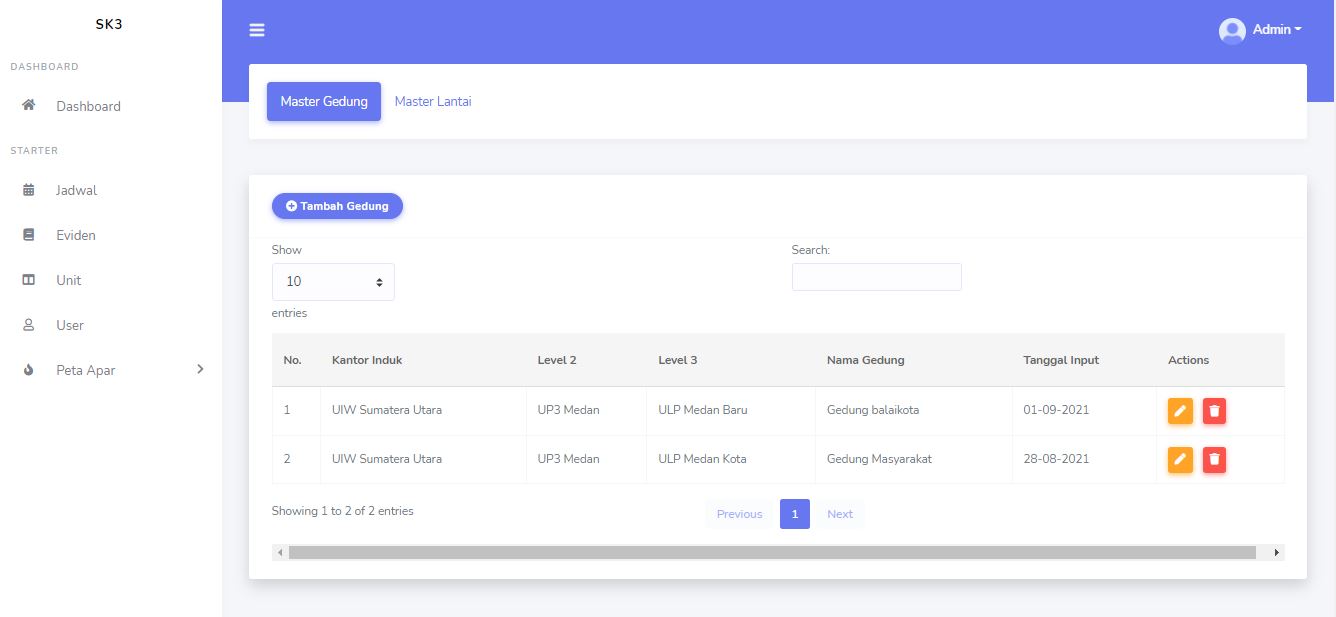 SK3
DASHBOARD
Dashboard
STARTER
Jadwal
Eviden
Unit
User
Peta Apar
Admin
Master Gedung Master Lantai
Tambah Gedung
Show
10
entries
Search:
No. Kantor Induk Level 2 Level 3 Nama Gedung Tanggal Input Actions
1 UIW Sumatera Utara UP3 Medan ULP Medan Baru Gedung balaikota 01-09-2021
2 UIW Sumatera Utara UP3 Medan ULP Medan Kota Gedung Masyarakat 28-08-2021
Showing 1 to 2 of 2 entries
Previous 1 Next